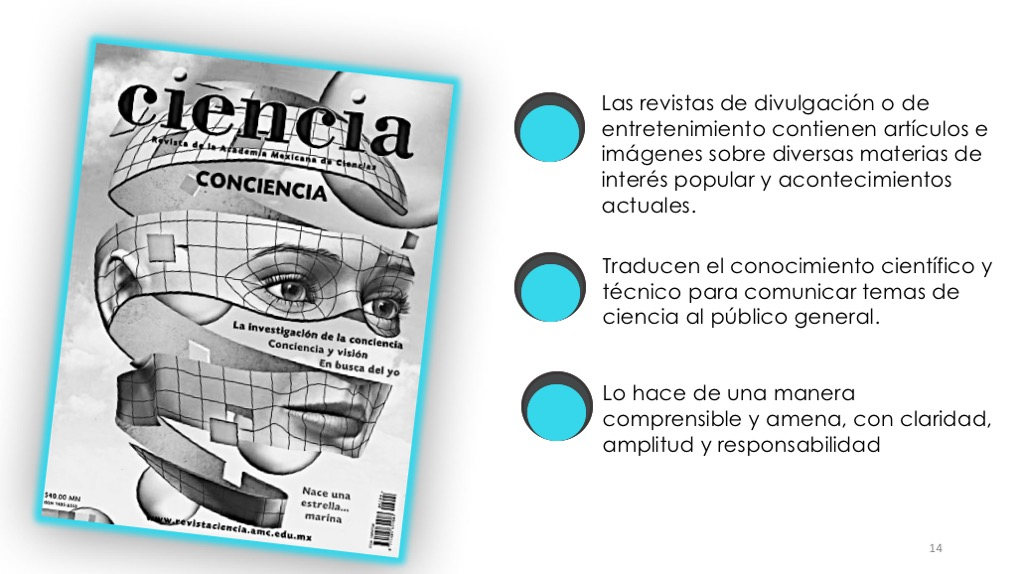 ciencia
Revista de la Academia Mexicana de Ciencias
CONCIENCIA
La investigación de la conciencia
Conciencia y visión
En busca del yo
Nace una
estrella...
marina
$40.00 MN
www.revistaciencia.amc.edu.mx
Las revistas de divulgación o de
entretenimiento contienen artículos e
imágenes sobre diversas materias de
interés popular y acontecimientos
actuales.
Traducen el conocimiento científico y
técnico para comunicar temas de
ciencia al público general.
Lo hace de una manera
comprensible y amena, con claridad,
amplitud y responsabilidad
14